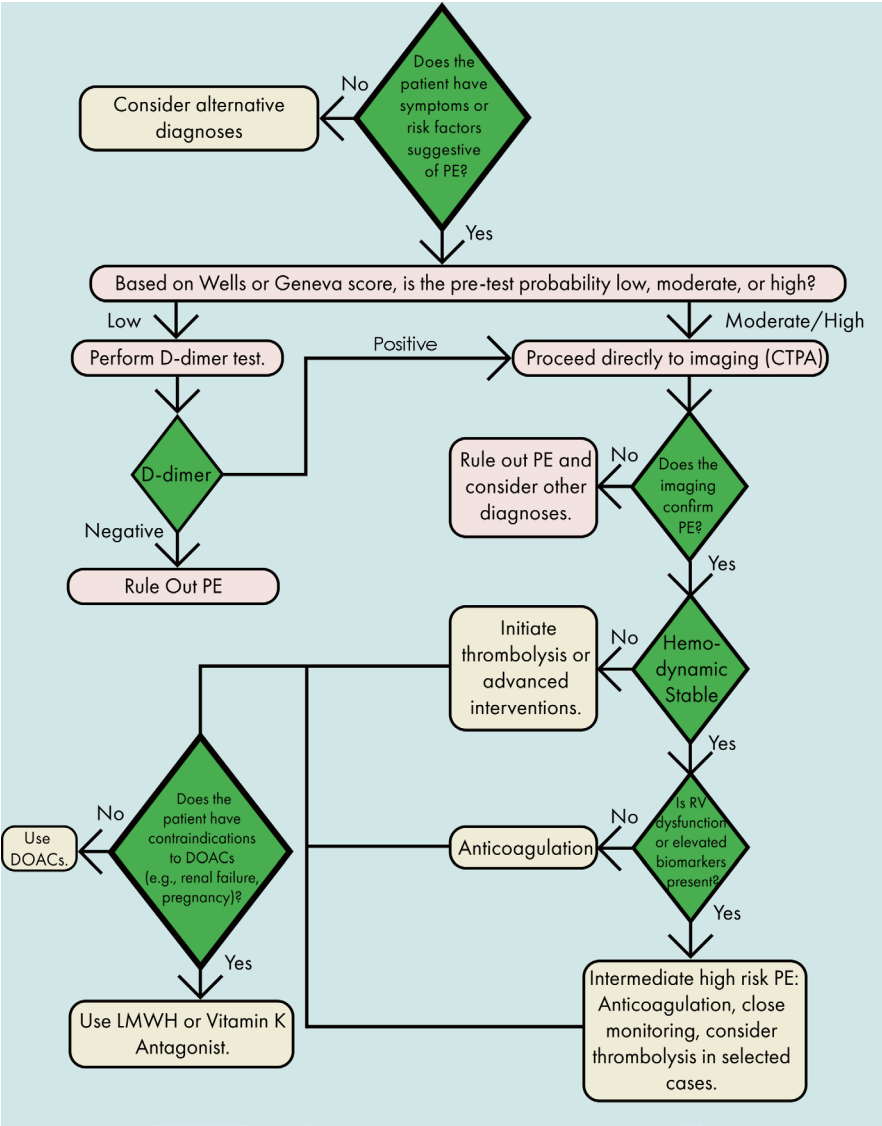 Does the
patient have
symptoms or
risk factors
suggestive
of PE?
No
Consider alternative
diagnoses
Yes
Based on Wells or Geneva score, is the pre-test probability low, moderate, or high?
Low
Moderate/High
Perform D-dimer test.
Positive
Proceed directly to imaging (CTPA)
D-dimer
Negative
Rule Out PE
Does the
imaging
confirm
PE?
No
Rule out PE and
consider other
diagnoses.
Yes
Hemo-
dynamic
Stable
No
Initiate
thrombolysis or
advanced
interventions.
Yes
Is RV
dysfunction
or elevated
biomarkers
present?
No
Anticoagulation
Yes
Intermediate high risk PE:
Anticoagulation, close
monitoring, consider
thrombolysis in selected
cases.
Does the
patient have
contraindications
to DOACs
(e.g., renal failure,
pregnancy)?
No
Use
DOACs.
Yes
Use LMWH or Vitamin K
Antagonist.